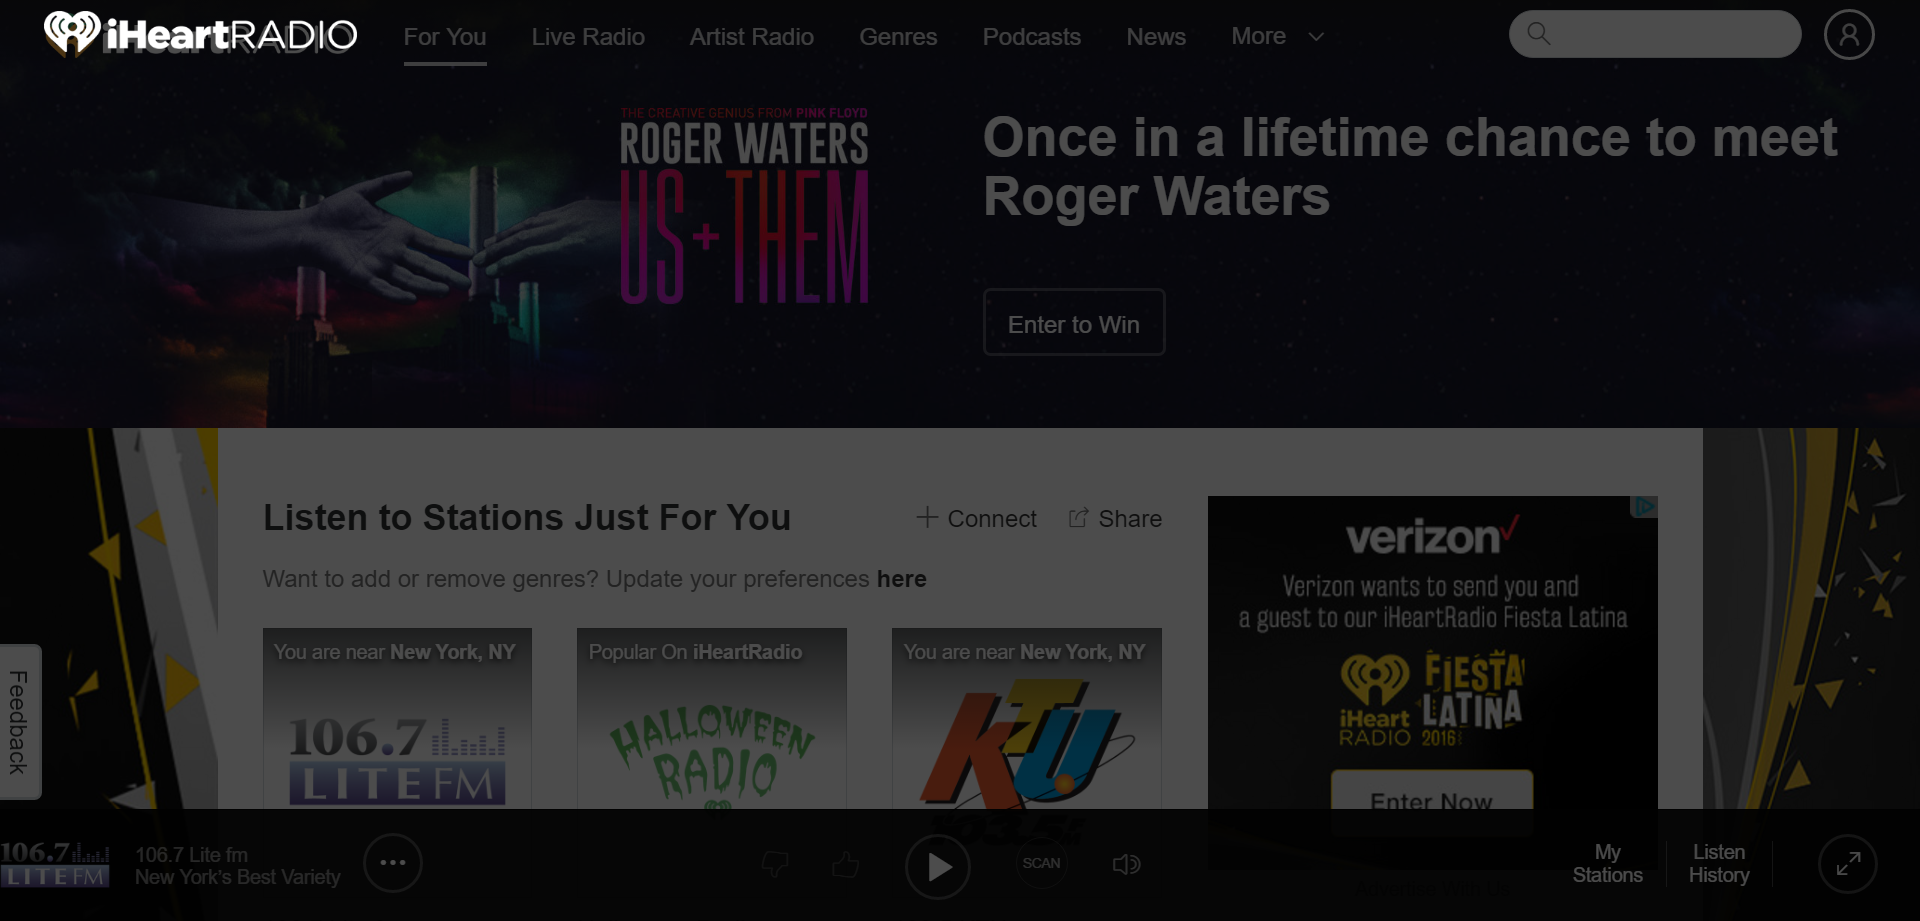 iHeartRADIO
For You
Live Radio
Artist Radio
Genres
Podcasts
News
More
THE CREATIVE GENIUS FROM PINK FLOYD
ROGER WATERS
US+THEM
Once in a lifetime chance to meet
Roger Waters
Enter to Win
Listen to Stations Just For You
Connect
Share
Want to add or remove genres? Update your preferences here
You are near New York, NY
106.7
LITE FM
Popular On iHeartRadio
HALLOWEEN
RADIO
You are near New York, NY
KTU
103.5
verizon
Verizon wants to send you and
a guest to our iHeartRadio Fiesta Latina
iHeart
RADIO
FIESTA
LATINA
2016
Enter Now
Feedback
106.7
LITE FM
106.7 Lite fm
New York's Best Variety
SCAN
My
Stations
Listen
History